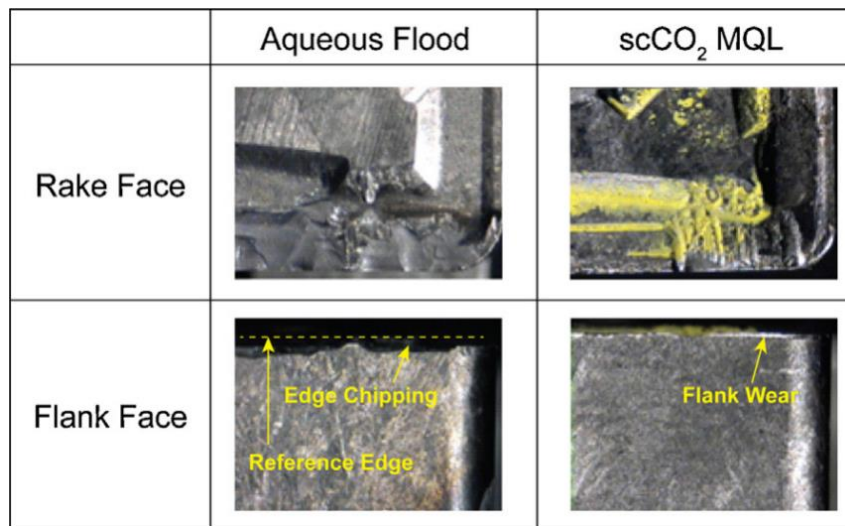 Aqueous Flood
scCO₂ MQL
Rake Face
Flank Face
Edge Chipping
Reference Edge
Flank Wear